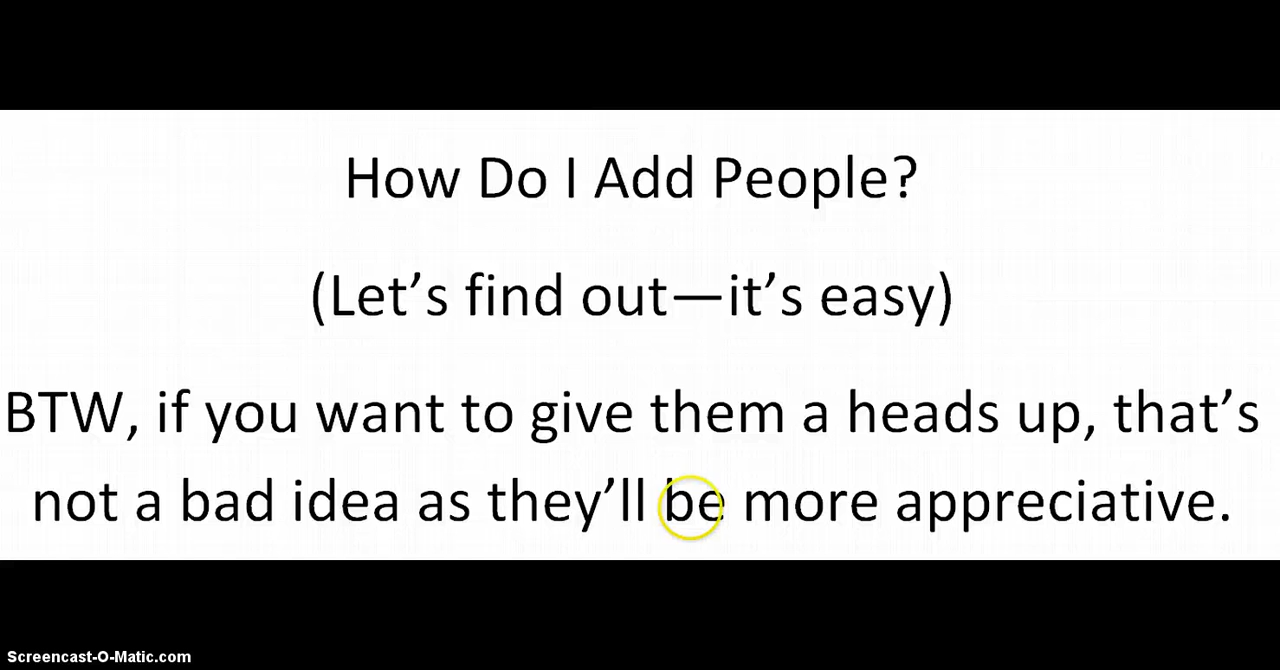 How Do I Add People?
(Let’s find out—it’s easy)
BTW, if you want to give them a heads up, that’s
not a bad idea as they’ll be more appreciative.
Screencast-O-Matic.com